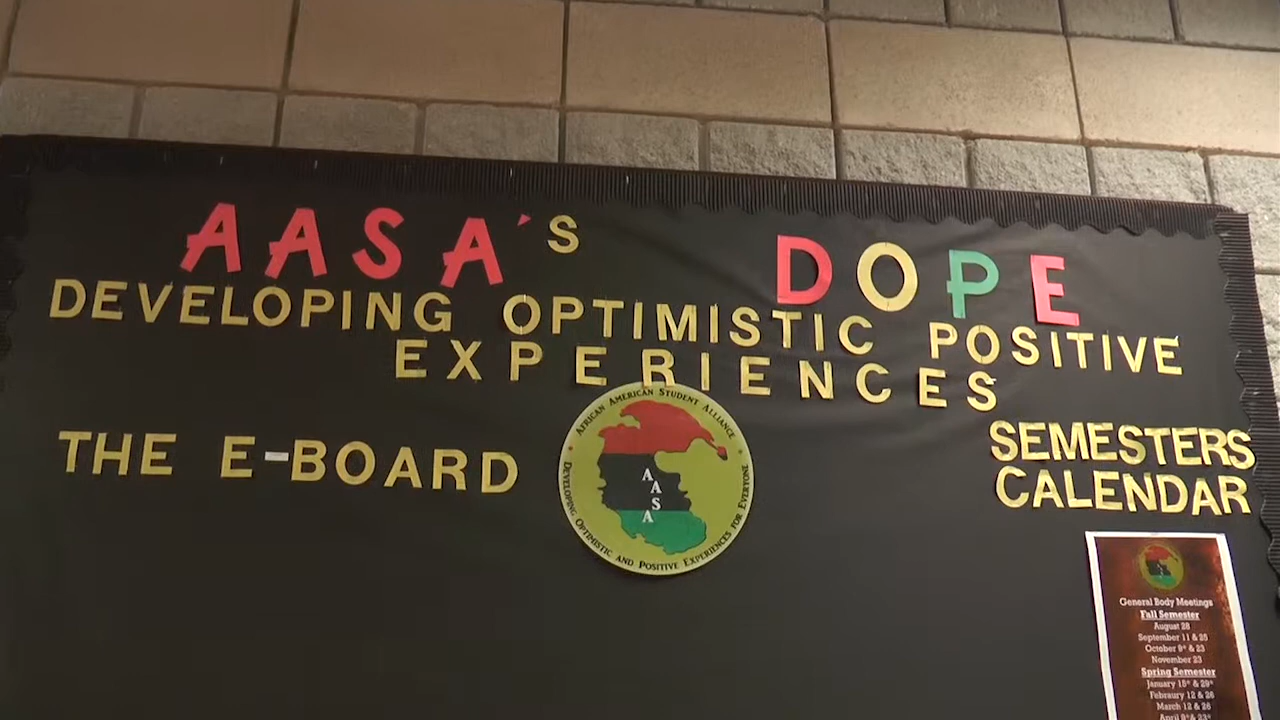 AASA'S DOPE
DEVELOPING OPTIMISTIC POSITIVE
EXPERIENCES
THE E-BOARD
AFRICAN AMERICAN STUDENT ALLIANCE
AASA
DEVELOPING OPTIMISTIC AND POSITIVE EXPERIENCES FOR EVERYONE
SEMESTERS
CALENDAR
General Body Meetings
Fall Semester
August 28
September 11 & 25
October 9* & 23
November 23
Spring Semester
January 15* & 29*
Febraury 12 & 26
March 12 & 26
April 9* & 23*